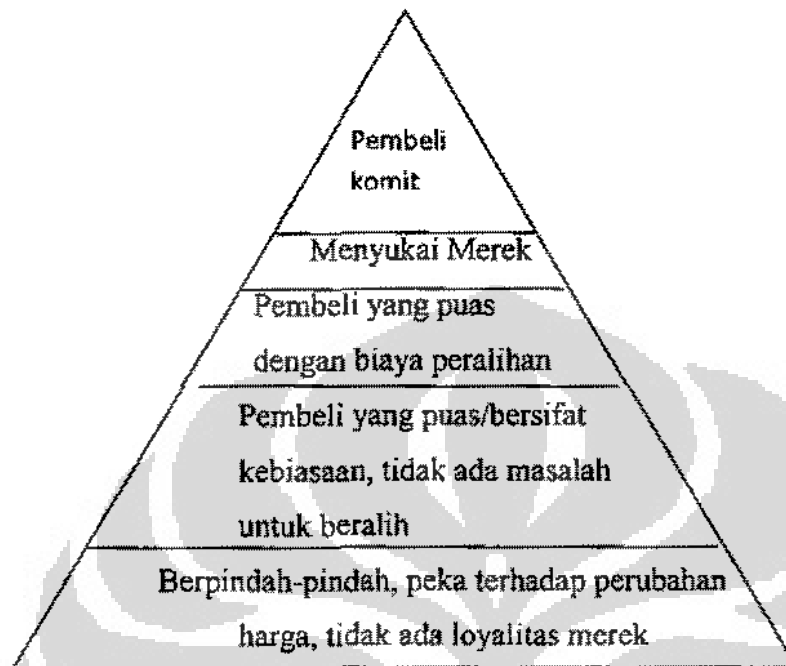 Pembeli
komit
Menyukai Merek
Pembeli yang puas
dengan biaya peralihan
Pembeli yang puas/bersifat
kebiasaan, tidak ada masalah
untuk beralih
Berpindah-pindah, peka terhadap perubahan
harga, tidak ada loyalitas merek